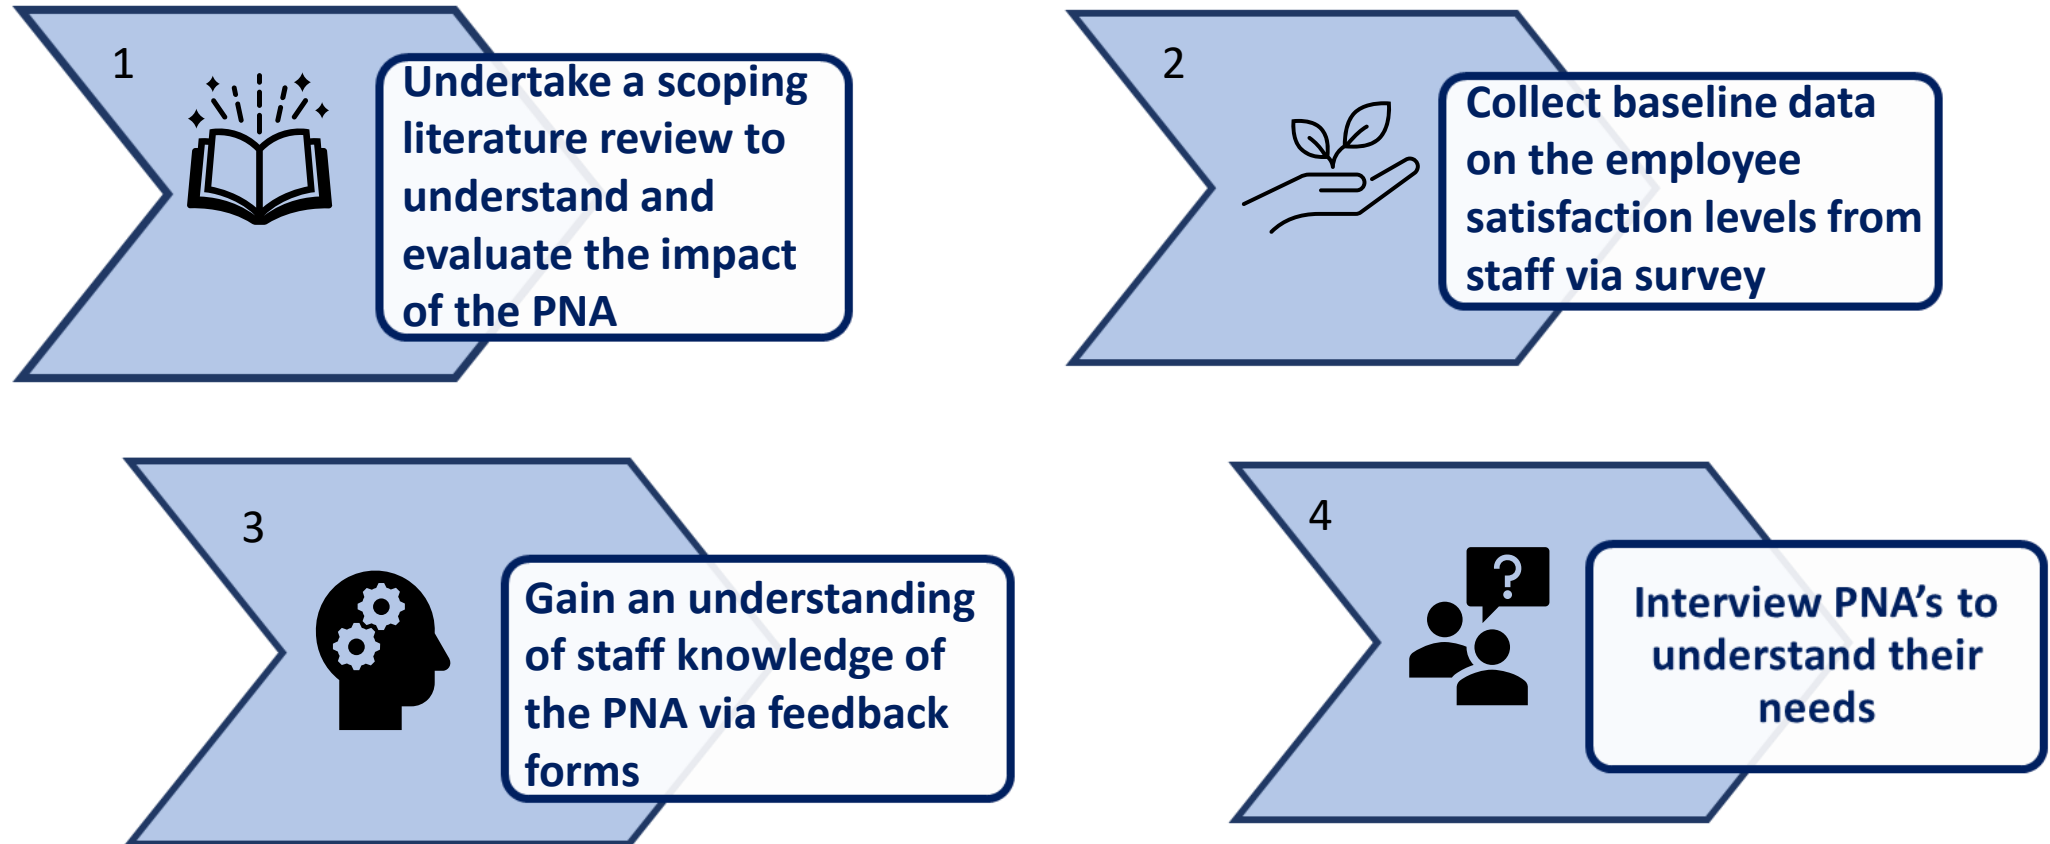 1
Undertake a scoping
literature review to
understand and
evaluate the impact
of the PNA
2
Collect baseline data
on the employee
satisfaction levels from
staff via survey
3
Gain an understanding
of staff knowledge of
the PNA via feedback
forms
4
?
Interview PNA’s to
understand their
needs